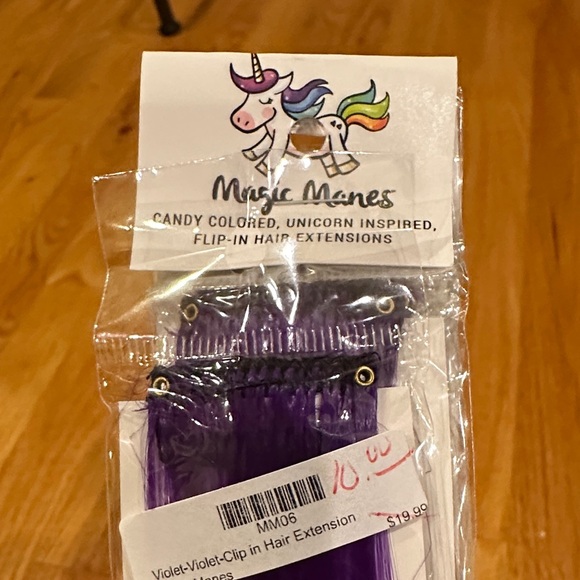 Magic Manes
CANDY COLORED, UNICORN INSPIRED,
FLIP-IN HAIR EXTENSIONS
10.00
MM06
$19.99
Violet-Violet-Clip in Hair Extension
Manes